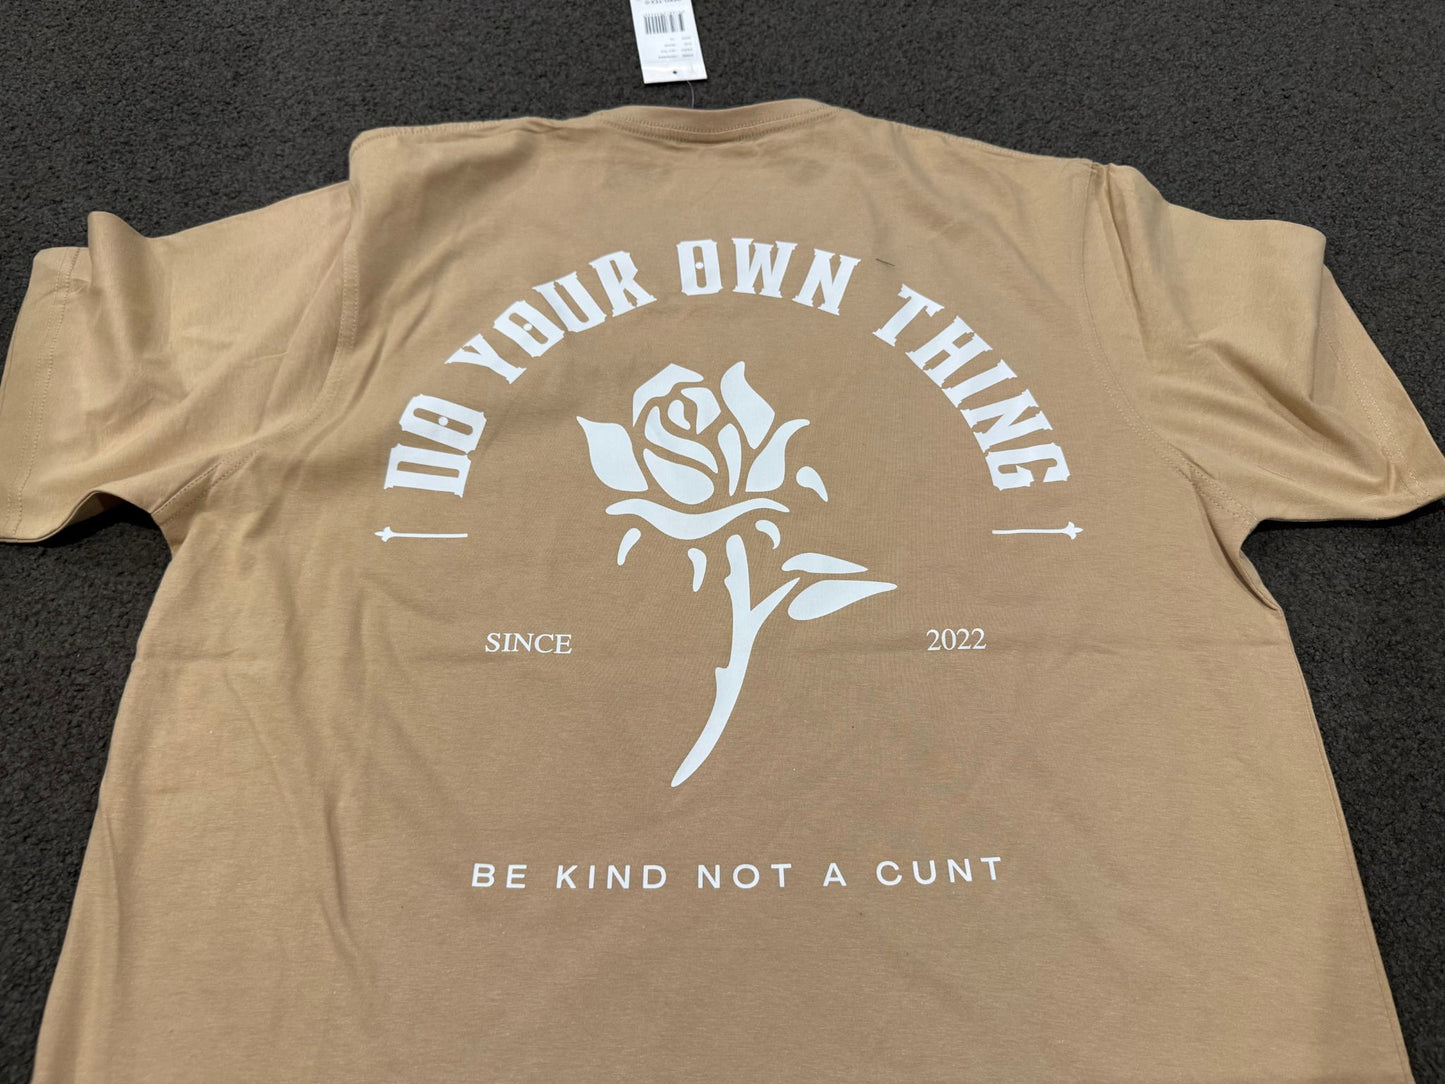 DO YOUR OWN THING
SINCE 2022
BE KIND NOT A CUNT